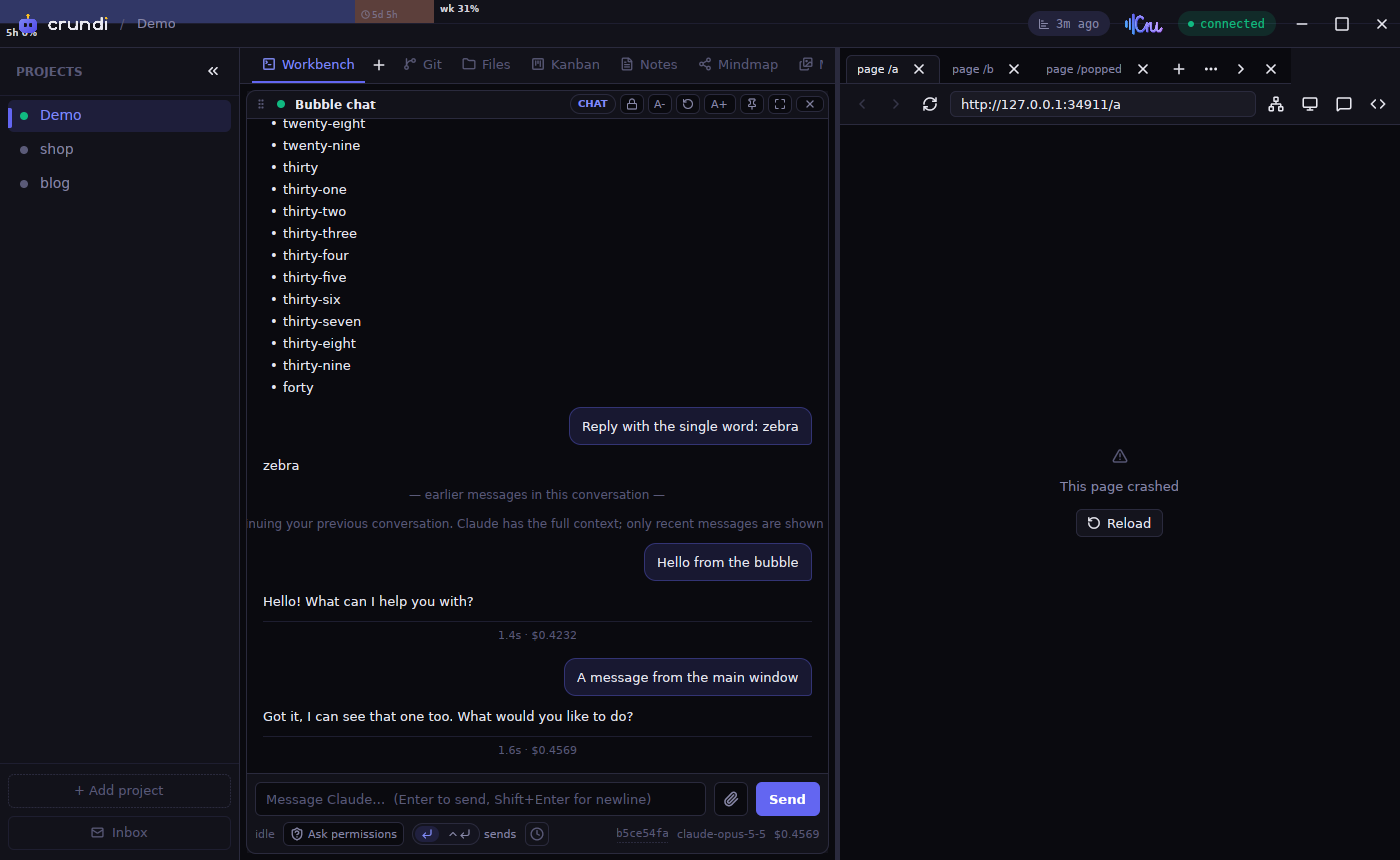 5d 5h
wk 31%
crundi / Demo
3m ago
Cru
connected
PROJECTS
Workbench
Git
Files
Kanban
Notes
Mindmap
page /a
page /b
page /popped
Demo
shop
blog
Bubble chat
CHAT
A-
A+
http://127.0.0.1:34911/a
• twenty-eight
• twenty-nine
• thirty
• thirty-one
• thirty-two
• thirty-three
• thirty-four
• thirty-five
• thirty-six
• thirty-seven
• thirty-eight
• thirty-nine
• forty
Reply with the single word: zebra
zebra
— earlier messages in this conversation —
nuing your previous conversation. Claude has the full context; only recent messages are shown
Hello from the bubble
Hello! What can I help you with?
1.4s · $0.4232
A message from the main window
Got it, I can see that one too. What would you like to do?
1.6s · $0.4569
This page crashed
Reload
+ Add project
Inbox
Message Claude… (Enter to send, Shift+Enter for newline)
Send
idle
Ask permissions
sends
b5ce54fa
claude-opus-5-5
$0.4569